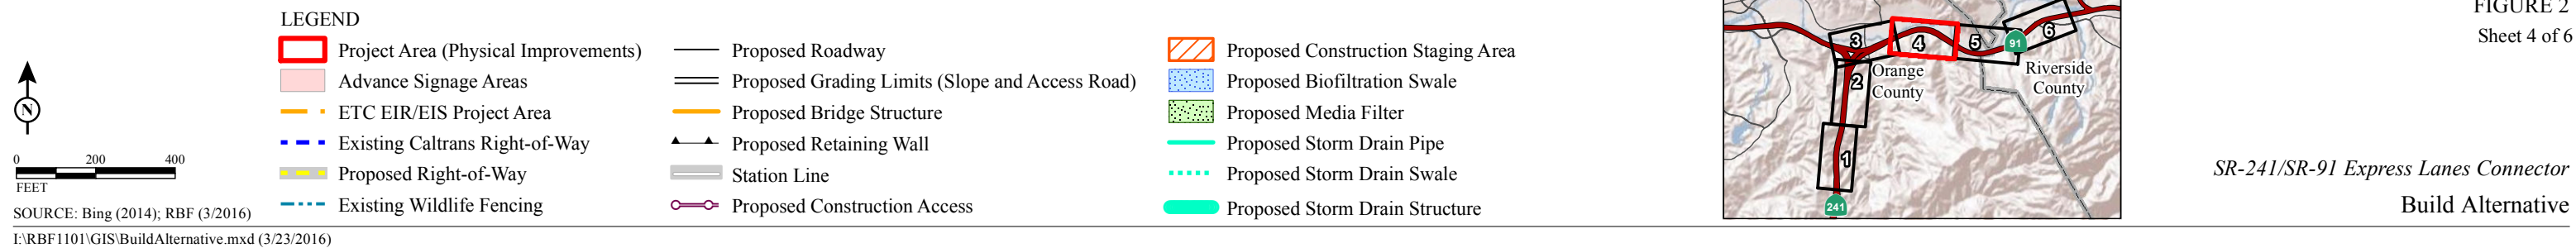 LEGEND
Project Area (Physical Improvements)
Advance Signage Areas
ETC EIR/EIS Project Area
Existing Caltrans Right-of-Way
Proposed Right-of-Way
Existing Wildlife Fencing
Proposed Roadway
Proposed Grading Limits (Slope and Access Road)
Proposed Bridge Structure
Proposed Retaining Wall
Station Line
Proposed Construction Access
Proposed Construction Staging Area
Proposed Biofiltration Swale
Proposed Media Filter
Proposed Storm Drain Pipe
Proposed Storm Drain Swale
Proposed Storm Drain Structure
N
0 200 400
FEET
SOURCE: Bing (2014); RBF (3/2016)
I:\RBF1101\GIS\BuildAlternative.mxd (3/23/2016)
3
4
5
6
91
2
Orange
County
Riverside
County
1
241
FIGURE 2
Sheet 4 of 6
SR-241/SR-91 Express Lanes Connector
Build Alternative